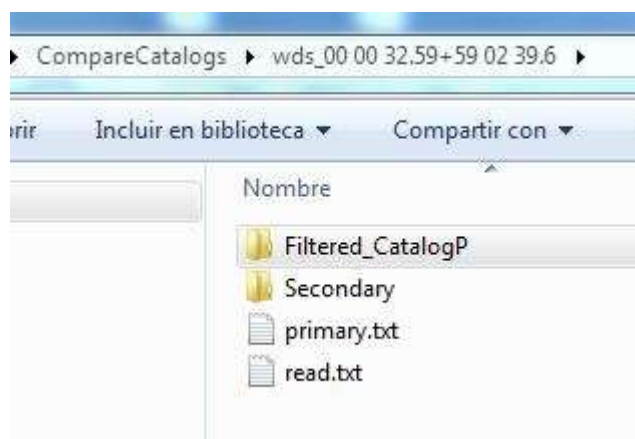 CompareCatalogs ▸ wds_00 00 32.59+59 02 39.6 ▸
rir Incluir en biblioteca ▾ Compartir con ▾
Nombre
Filtered_CatalogP
Secondary
primary.txt
read.txt